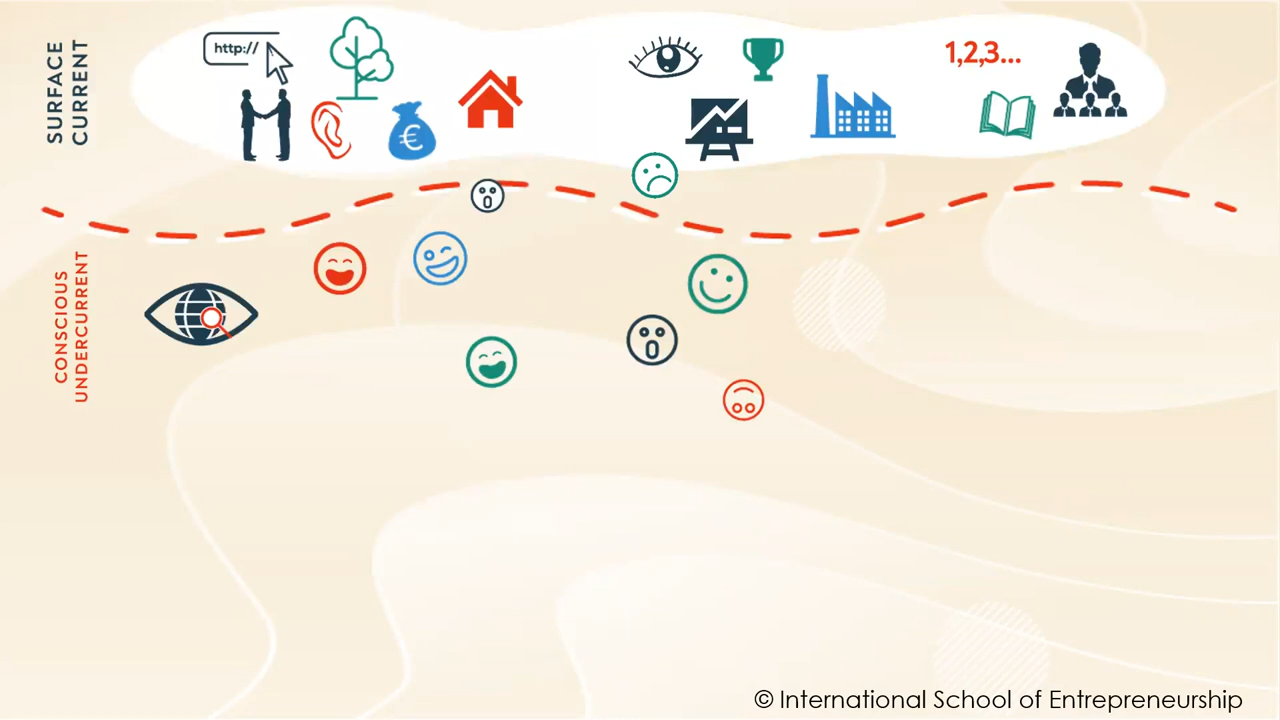 SURFACE
CURRENT
http://
€
1,2,3...
CONSCIOUS
UNDERCURRENT
© International School of Entrepreneurship